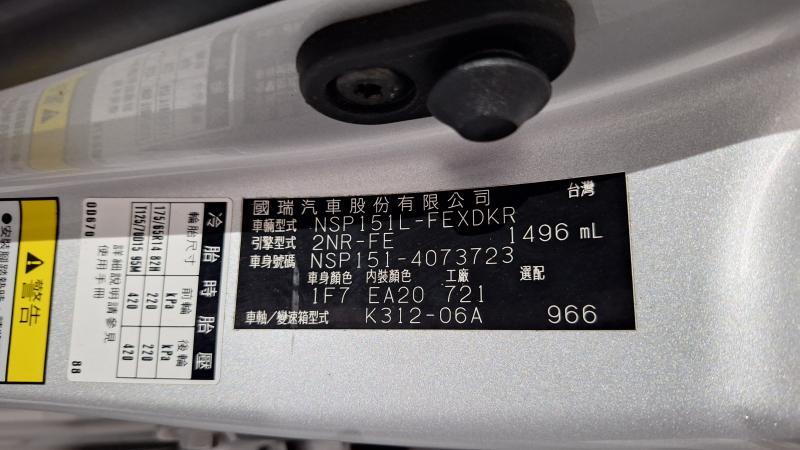 國瑞汽車股份有限公司 台灣
車輛型式 NSP151L-FEXDKR
引擎型式 2NR-FE 1496 mL
車身號碼 NSP151-4073723
車身顏色 內裝顏色 工廠 選配
1F7 EA20 721
車軸/變速箱型式 K312-06A 966
冷胎時胎壓
輪胎尺寸 前輪 後輪
kPa kPa
175/65R14 82H 220 220
T125/70D15 95M 420 420
詳細說明請參見
使用手冊
0D670 88
警告